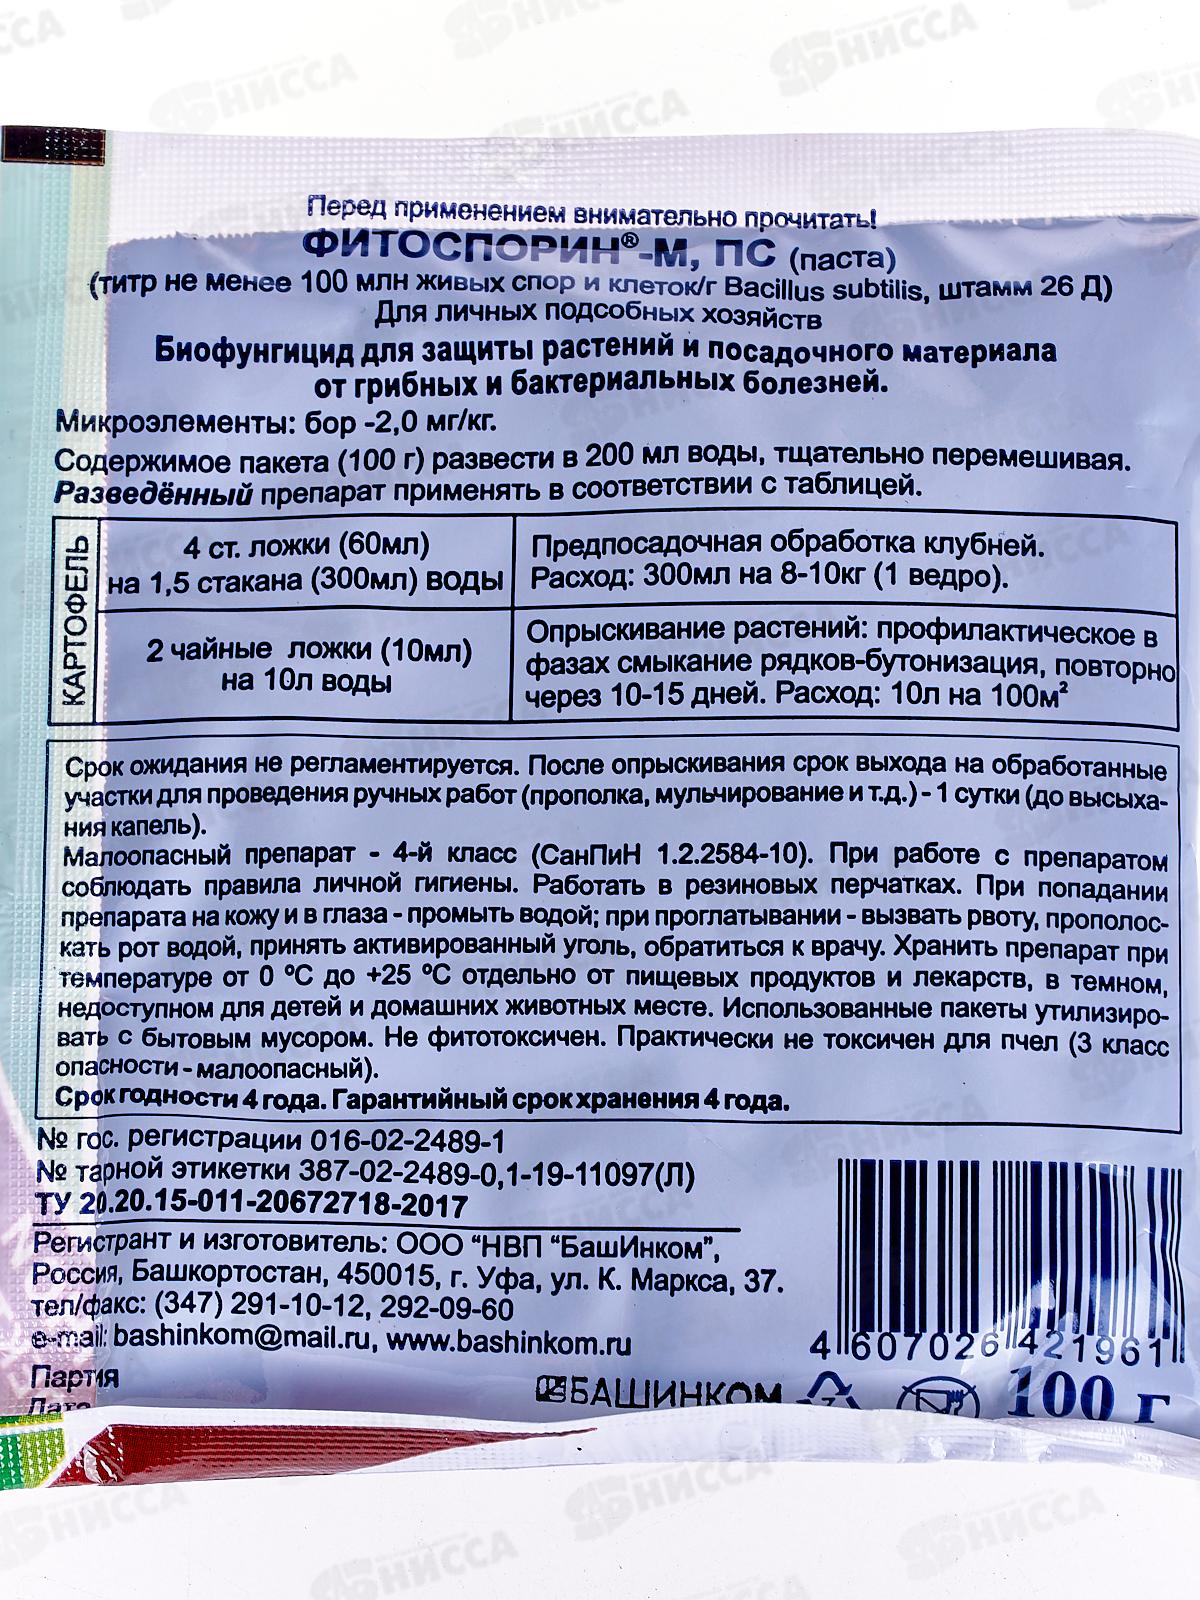 Перед применением внимательно прочитать!
ФИТОСПОРИН®-М, ПС (паста)
(титр не менее 100 млн живых спор и клеток/г Bacillus subtilis, штамм 26 Д)
Для личных подсобных хозяйств
Биофунгицид для защиты растений и посадочного материала
от грибных и бактериальных болезней.
Микроэлементы: бор -2,0 мг/кг.
Содержимое пакета (100 г) развести в 200 мл воды, тщательно перемешивая.
Разведённый препарат применять в соответствии с таблицей.
КАРТОФЕЛЬ
4 ст. ложки (60мл)
на 1,5 стакана (300мл) воды
Предпосадочная обработка клубней.
Расход: 300мл на 8-10кг (1 ведро).
2 чайные ложки (10мл)
на 10л воды
Опрыскивание растений: профилактическое в
фазах смыкание рядков-бутонизация, повторно
через 10-15 дней. Расход: 10л на 100м²
Срок ожидания не регламентируется. После опрыскивания срок выхода на обработанные
участки для проведения ручных работ (прополка, мульчирование и т.д.) - 1 сутки (до высыха-
ния капель).
Малоопасный препарат - 4-й класс (СанПиН 1.2.2584-10). При работе с препаратом
соблюдать правила личной гигиены. Работать в резиновых перчатках. При попадании
препарата на кожу и в глаза - промыть водой; при проглатывании - вызвать рвоту, прополос-
кать рот водой, принять активированный уголь, обратиться к врачу. Хранить препарат при
температуре от 0 °С до +25 °С отдельно от пищевых продуктов и лекарств, в темном,
недоступном для детей и домашних животных месте. Использованные пакеты утилизиро-
вать с бытовым мусором. Не фитотоксичен. Практически не токсичен для пчел (3 класс
опасности - малоопасный).
Срок годности 4 года. Гарантийный срок хранения 4 года.
№ гос. регистрации 016-02-2489-1
№ тарной этикетки 387-02-2489-0,1-19-11097(Л)
ТУ 20.20.15-011-20672718-2017
Регистрант и изготовитель: ООО "НВП "БашИнком",
Россия, Башкортостан, 450015, г. Уфа, ул. К. Маркса, 37.
тел/факс: (347) 291-10-12, 292-09-60
e-mail: bashinkom@mail.ru, www.bashinkom.ru
4 607026 421961
Партия
Дата
БАШИНКОМ
100 г